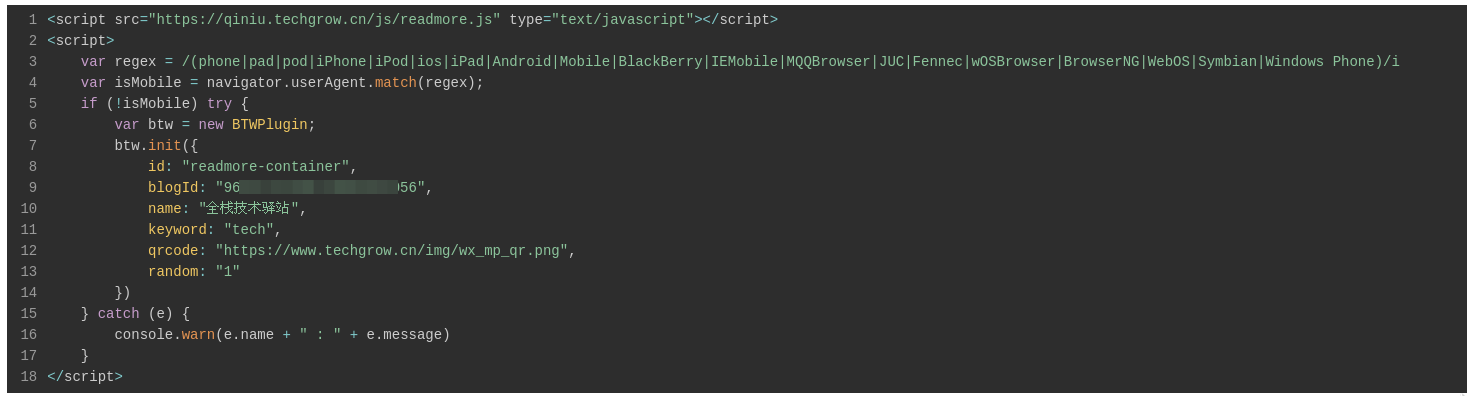 1 <script src="https://qiniu.techgrow.cn/js/readmore.js" type="text/javascript"></script>
2 <script>
3     var regex = /(phone|pad|pod|iPhone|iPod|ios|iPad|Android|Mobile|BlackBerry|IEMobile|MQQBrowser|JUC|Fennec|wOSBrowser|BrowserNG|WebOS|Symbian|Windows Phone)/i
4     var isMobile = navigator.userAgent.match(regex);
5     if (!isMobile) try {
6         var btw = new BTWPlugin;
7         btw.init({
8             id: "readmore-container",
9             blogId: "96 56",
10             name: "全栈技术驿站",
11             keyword: "tech",
12             qrcode: "https://www.techgrow.cn/img/wx_mp_qr.png",
13             random: "1"
14         })
15     } catch (e) {
16         console.warn(e.name + " : " + e.message)
17     }
18 </script>